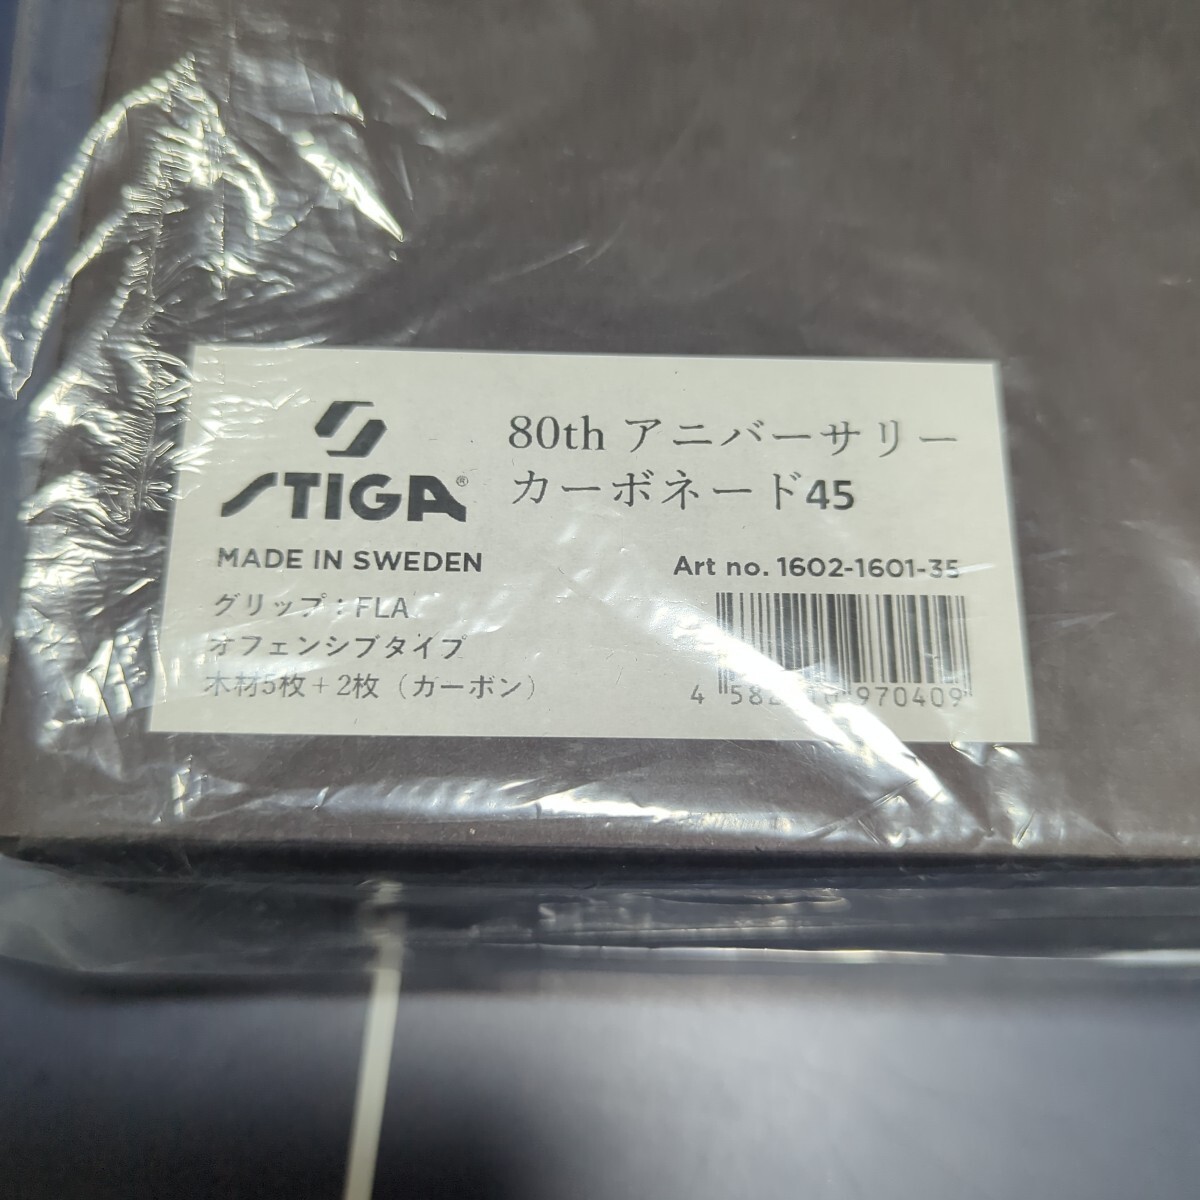 STIGA®
80th アニバーサリー
カーボネード45
MADE IN SWEDEN
Art no. 1602-1601-35
グリップ：FLA
オフェンシブタイプ
木材5枚＋2枚（カーボン）
970409